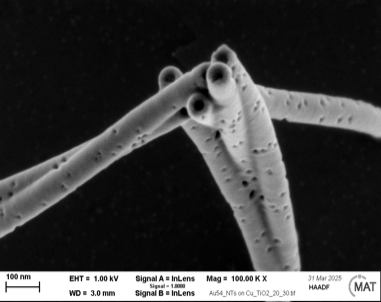 100 nm
EHT = 1.00 kV
WD = 3.0 mm
Signal A = InLens
Signal = 1.0000
Signal B = InLens
Mag = 100.00 K X
Au54_NTs on Cu_TiO2_20_30.tif
31 Mar 2025
HAADF
MAT